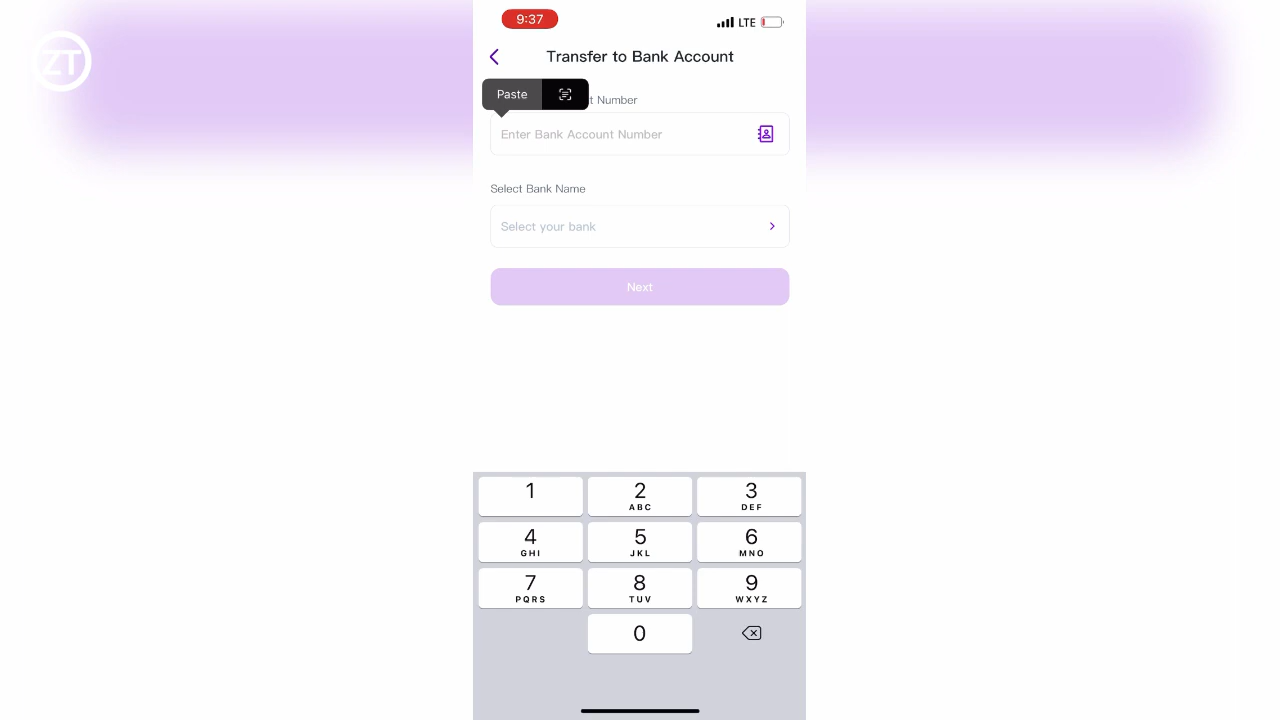 ZT
9:37
LTE
Transfer to Bank Account
Paste
t Number
Enter Bank Account Number
Select Bank Name
Select your bank
Next
1
2
ABC
3
DEF
4
GHI
5
JKL
6
MNO
7
PQRS
8
TUV
9
WXYZ
0